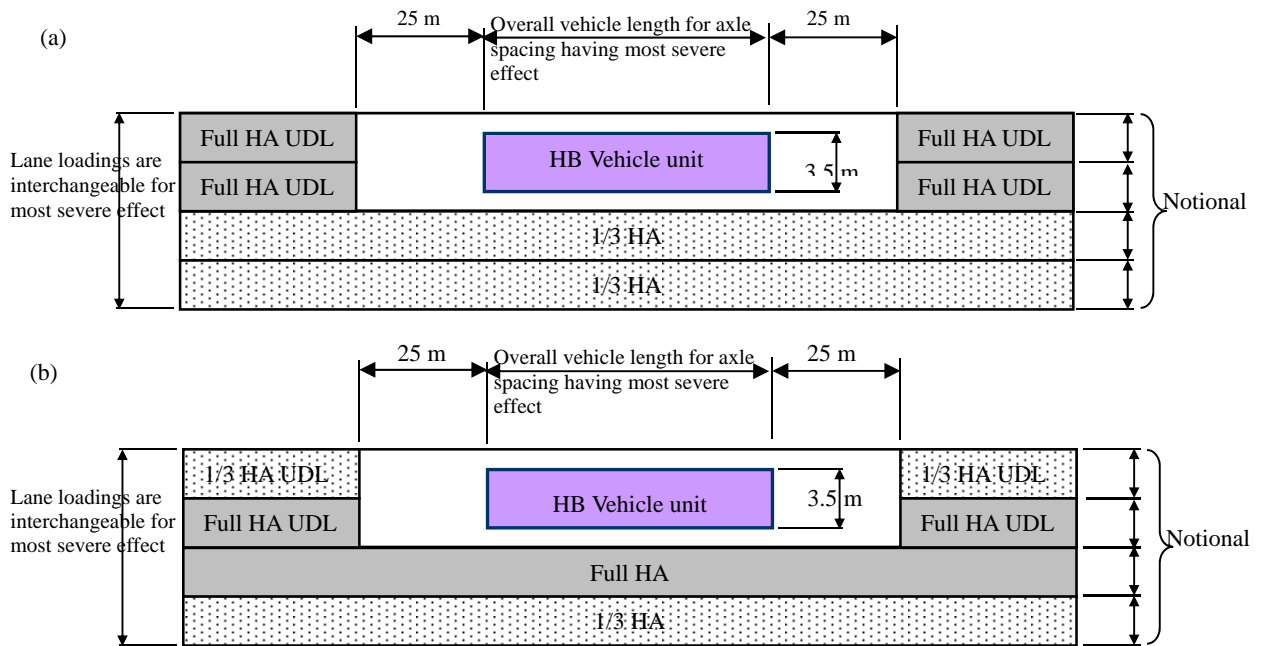 (a)
25 m
Overall vehicle length for axle
spacing having most severe
effect
25 m
Full HA UDL
Full HA UDL
HB Vehicle unit
3.5 m
Full HA UDL
Full HA UDL
Lane loadings are
interchangeable for
most severe effect
Notional
1/3 HA
1/3 HA
(b)
25 m
Overall vehicle length for axle
spacing having most severe
effect
25 m
1/3 HA UDL
Full HA UDL
HB Vehicle unit
3.5 m
1/3 HA UDL
Full HA UDL
Lane loadings are
interchangeable for
most severe effect
Notional
Full HA
1/3 HA